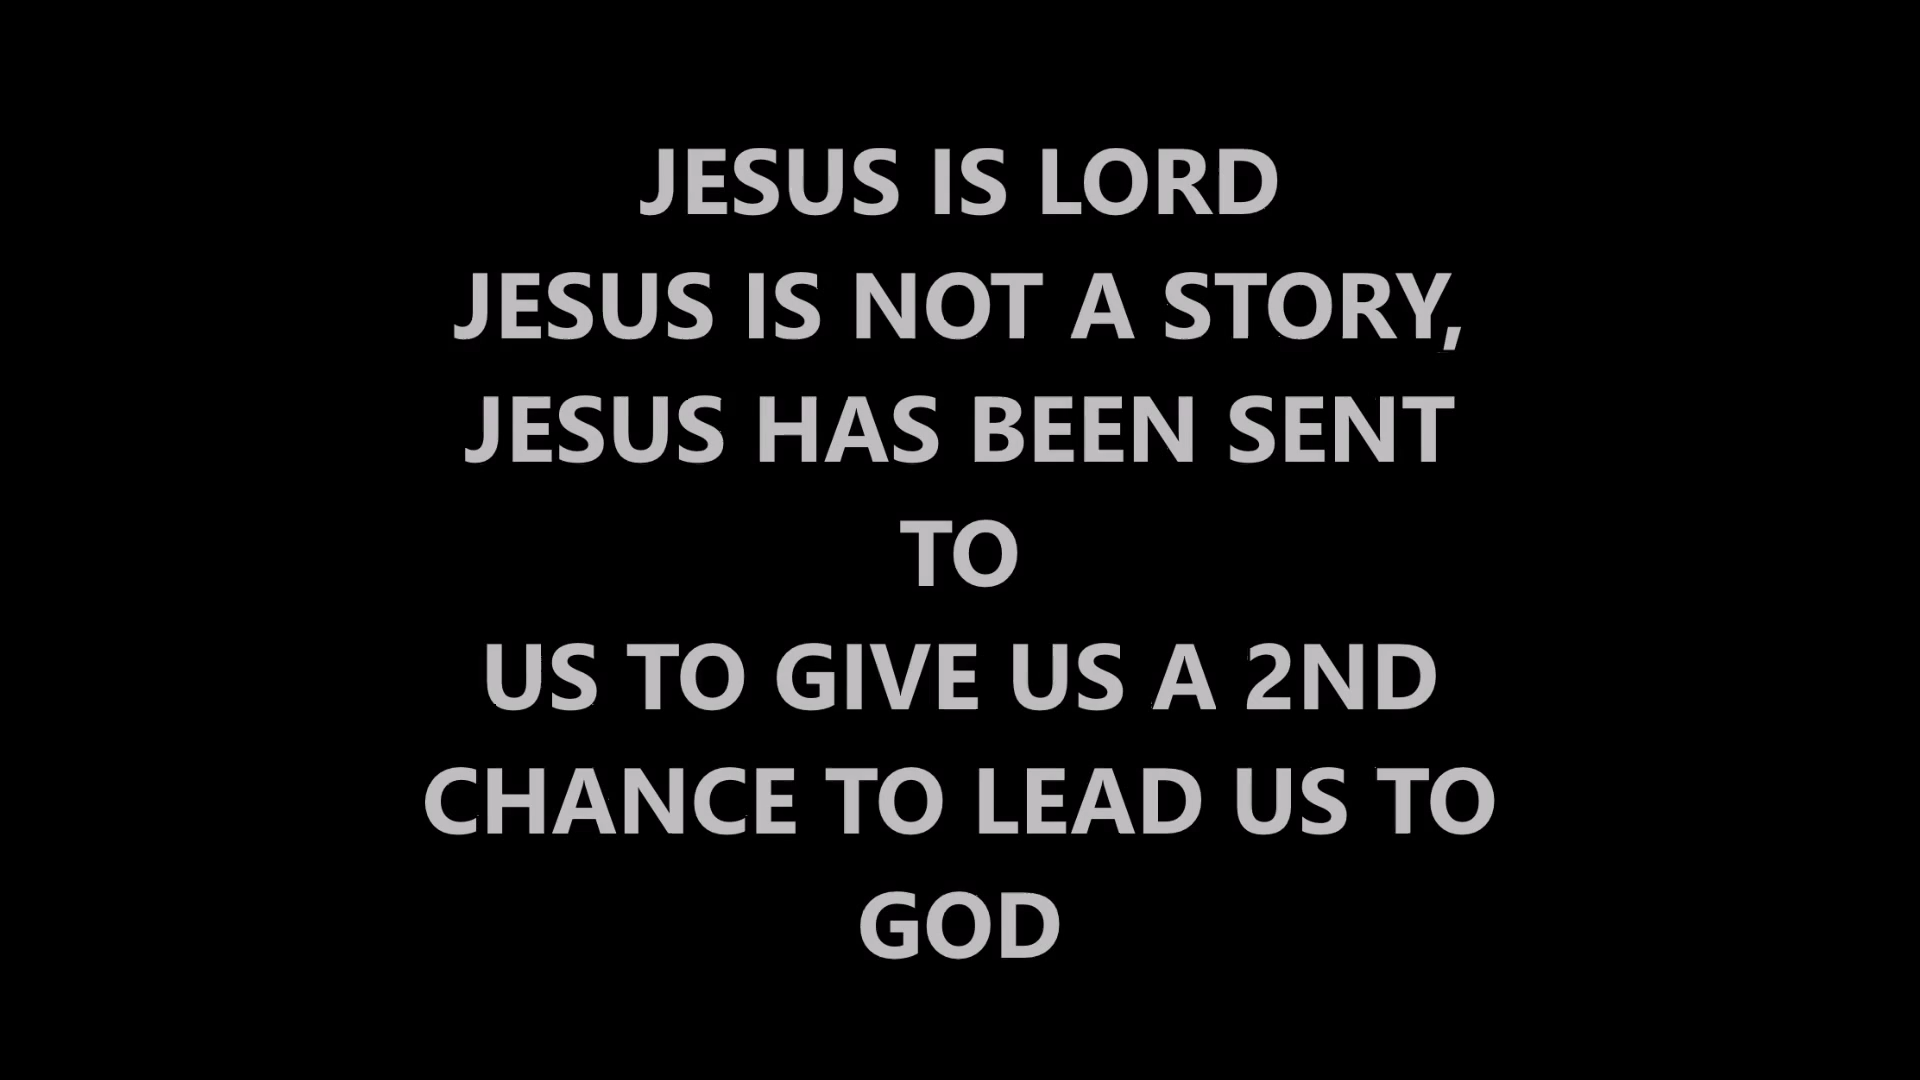 JESUS IS LORD
JESUS IS NOT A STORY,
JESUS HAS BEEN SENT
TO
US TO GIVE US A 2ND
CHANCE TO LEAD US TO
GOD